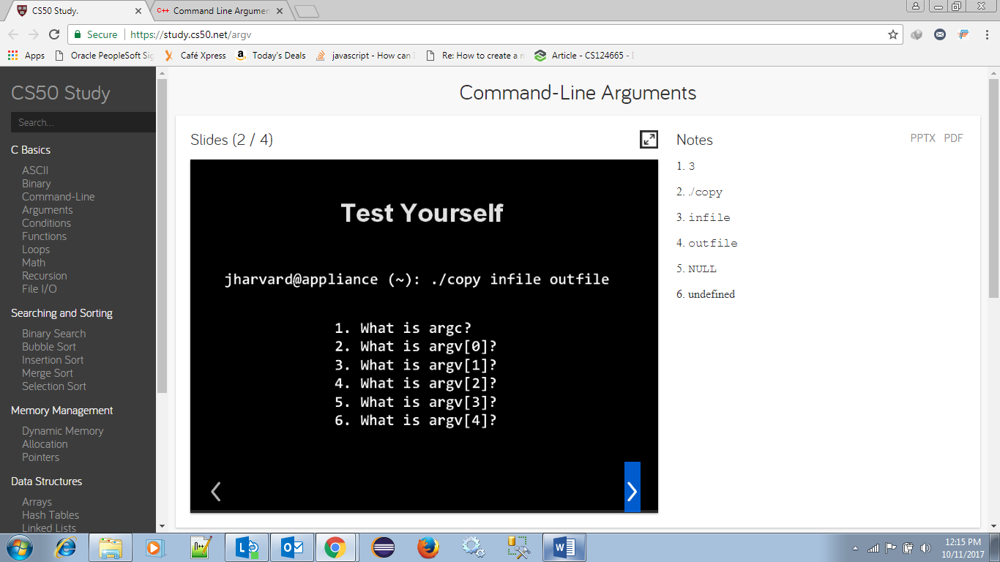 CS50 Study.
C++ Command Line Argumen
Secure
https://study.cs50.net/argv
Apps
Oracle PeopleSoft Sig
Café Xpress
Today's Deals
javascript - How can I
Re: How to create a n
Article - CS124665 -
CS50 Study
Search...
C Basics
ASCII
Binary
Command-Line
Arguments
Conditions
Functions
Loops
Math
Recursion
File I/O
Searching and Sorting
Binary Search
Bubble Sort
Insertion Sort
Merge Sort
Selection Sort
Memory Management
Dynamic Memory
Allocation
Pointers
Data Structures
Arrays
Hash Tables
Linked Lists
Command-Line Arguments
Slides (2 / 4)
Test Yourself
jharvard@appliance (~): ./copy infile outfile
1. What is argc?
2. What is argv[0]?
3. What is argv[1]?
4. What is argv[2]?
5. What is argv[3]?
6. What is argv[4]?
Notes
PPTX PDF
1. 3
2. ./copy
3. infile
4. outfile
5. NULL
6. undefined
12:15 PM
10/11/2017